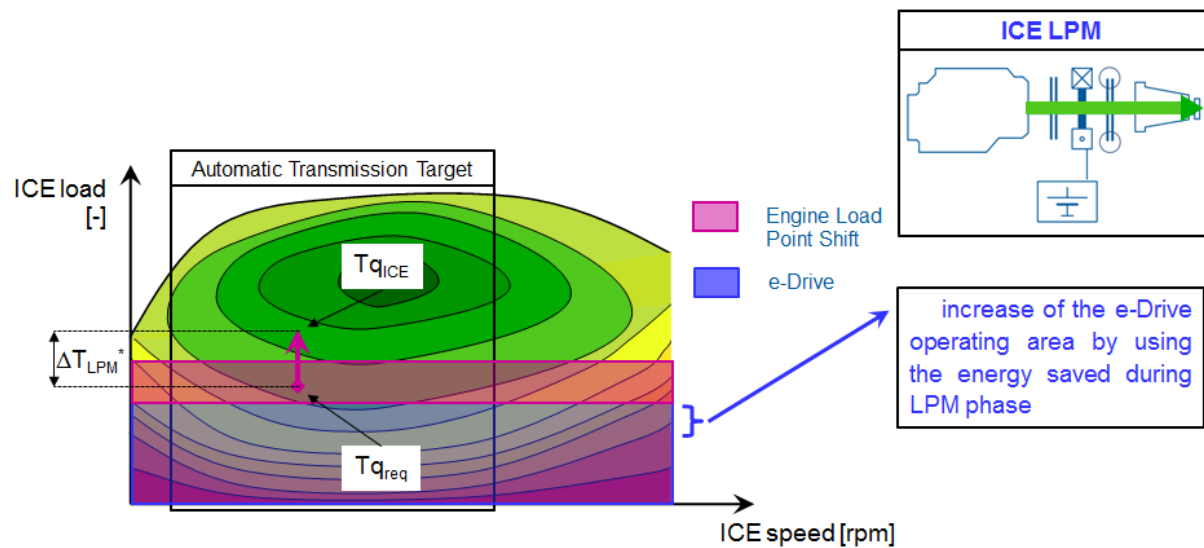 ICE LPM
Automatic Transmission Target
ICE load
[-]
Engine Load
Point Shift
e-Drive
Tq_ICE
ΔT_LPM*
Tq_req
increase of the e-Drive
operating area by using
the energy saved during
LPM phase
ICE speed [rpm]